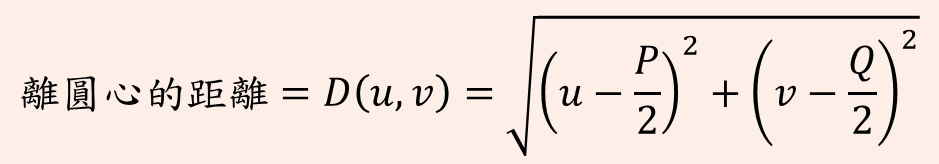 離圓心的距離 = D(u, v) = √((u − P/2)² + (v − Q/2)²)